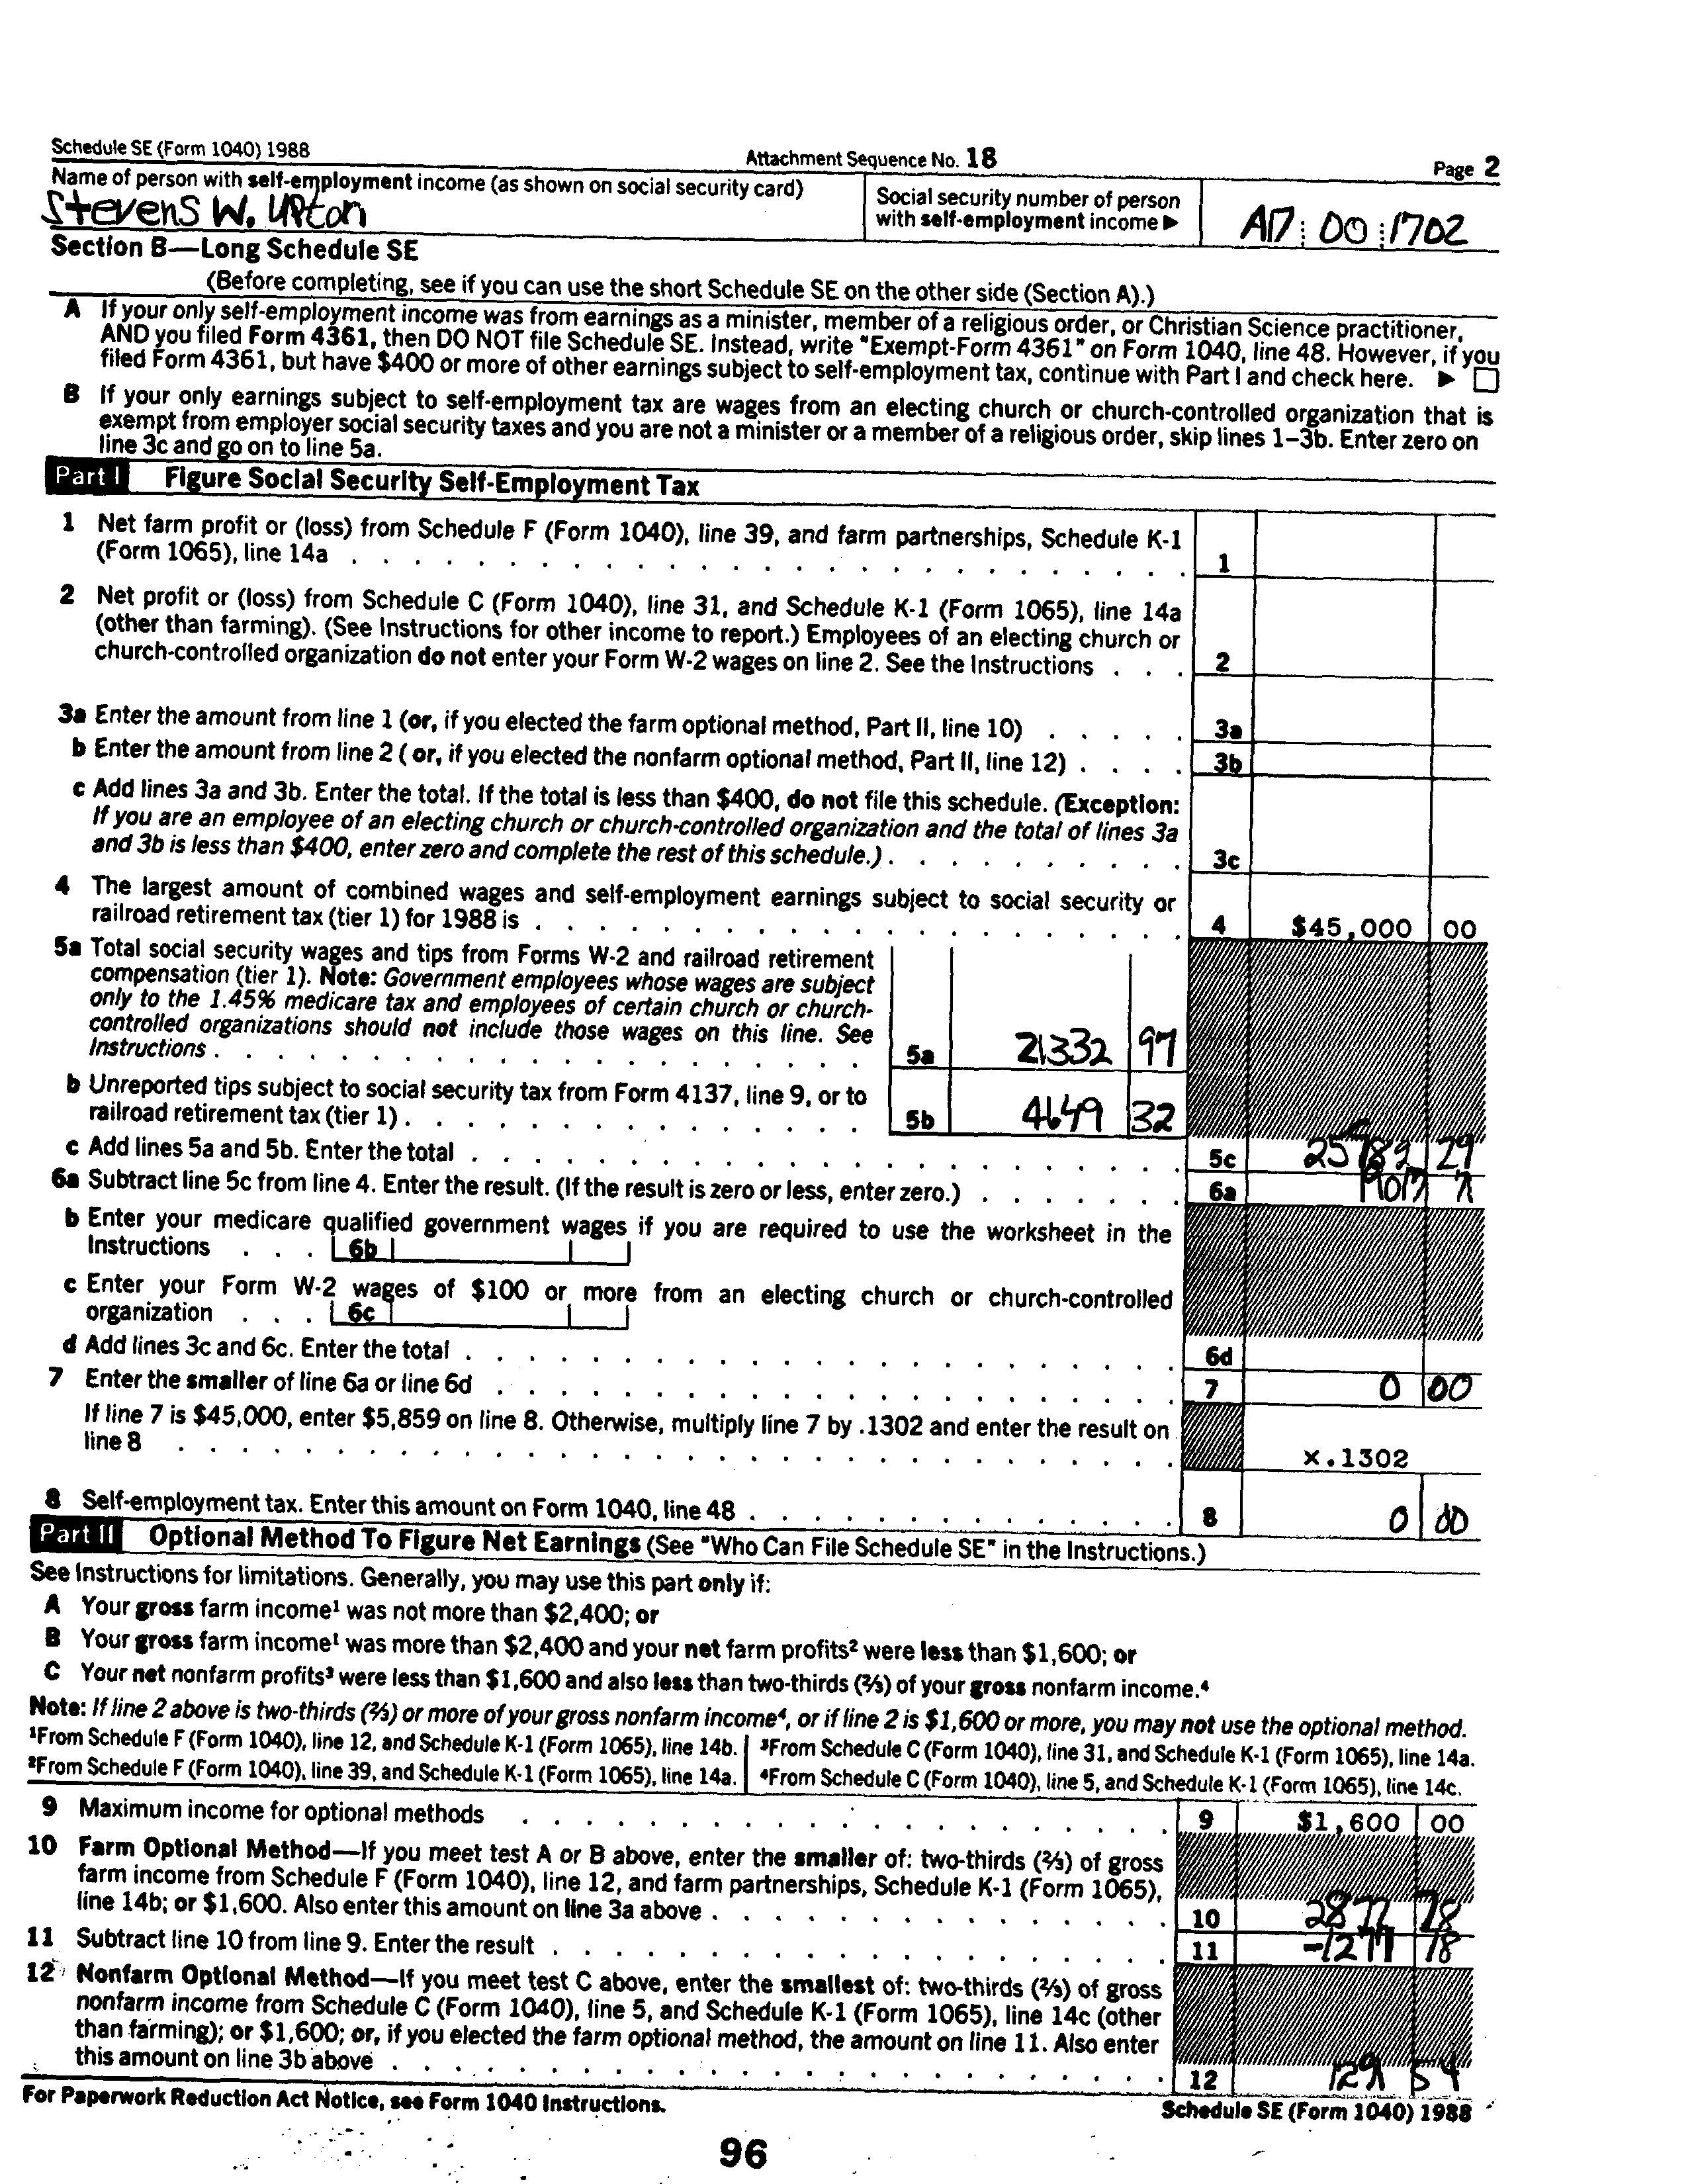 Schedule SE (Form 1040) 1988 Attachment Sequence No. 18 Page 2
Name of person with self-employment income (as shown on social security card)
Stevens W. Upton
Social security number of person
with self-employment income ▶
00 1702
Section B—Long Schedule SE
(Before completing, see if you can use the short Schedule SE on the other side (Section A).)
A If your only self-employment income was from earnings as a minister, member of a religious order, or Christian Science practitioner,
AND you filed Form 4361, then DO NOT file Schedule SE. Instead, write "Exempt-Form 4361" on Form 1040, line 48. However, if you
filed Form 4361, but have $400 or more of other earnings subject to self-employment tax, continue with Part I and check here. ▶
B If your only earnings subject to self-employment tax are wages from an electing church or church-controlled organization that is
exempt from employer social security taxes and you are not a minister or a member of a religious order, skip lines 1–3b. Enter zero on
line 3c and go on to line 5a.
Part I Figure Social Security Self-Employment Tax
1 Net farm profit or (loss) from Schedule F (Form 1040), line 39, and farm partnerships, Schedule K-1
(Form 1065), line 14a 1
2 Net profit or (loss) from Schedule C (Form 1040), line 31, and Schedule K-1 (Form 1065), line 14a
(other than farming). (See Instructions for other income to report.) Employees of an electing church or
church-controlled organization do not enter your Form W-2 wages on line 2. See the Instructions 2
3a Enter the amount from line 1 (or, if you elected the farm optional method, Part II, line 10) 3a
b Enter the amount from line 2 ( or, if you elected the nonfarm optional method, Part II, line 12) 3b
c Add lines 3a and 3b. Enter the total. If the total is less than $400, do not file this schedule. (Exception:
If you are an employee of an electing church or church-controlled organization and the total of lines 3a
and 3b is less than $400, enter zero and complete the rest of this schedule.) 3c
4 The largest amount of combined wages and self-employment earnings subject to social security or
railroad retirement tax (tier 1) for 1988 is 4 $45,000 00
5a Total social security wages and tips from Forms W-2 and railroad retirement
compensation (tier 1). Note: Government employees whose wages are subject
only to the 1.45% medicare tax and employees of certain church or church-
controlled organizations should not include those wages on this line. See
Instructions 5a 21332 97
b Unreported tips subject to social security tax from Form 4137, line 9, or to
railroad retirement tax (tier 1) 5b 4649 32
c Add lines 5a and 5b. Enter the total 5c 29
6a Subtract line 5c from line 4. Enter the result. (If the result is zero or less, enter zero.) 6a
b Enter your medicare qualified government wages if you are required to use the worksheet in the
Instructions 6b
c Enter your Form W-2 wages of $100 or more from an electing church or church-controlled
organization 6c
d Add lines 3c and 6c. Enter the total 6d
7 Enter the smaller of line 6a or line 6d 7 0 00
If line 7 is $45,000, enter $5,859 on line 8. Otherwise, multiply line 7 by .1302 and enter the result on
line 8 ×.1302
8 Self-employment tax. Enter this amount on Form 1040, line 48 8 0 00
Part II Optional Method To Figure Net Earnings (See "Who Can File Schedule SE" in the Instructions.)
See Instructions for limitations. Generally, you may use this part only if:
A Your gross farm income¹ was not more than $2,400; or
B Your gross farm income¹ was more than $2,400 and your net farm profits² were less than $1,600; or
C Your net nonfarm profits³ were less than $1,600 and also less than two-thirds (⅔) of your gross nonfarm income.⁴
Note: If line 2 above is two-thirds (⅔) or more of your gross nonfarm income⁴, or if line 2 is $1,600 or more, you may not use the optional method.
¹From Schedule F (Form 1040), line 12, and Schedule K-1 (Form 1065), line 14b. ³From Schedule C (Form 1040), line 31, and Schedule K-1 (Form 1065), line 14a.
²From Schedule F (Form 1040), line 39, and Schedule K-1 (Form 1065), line 14a. ⁴From Schedule C (Form 1040), line 5, and Schedule K-1 (Form 1065), line 14c.
9 Maximum income for optional methods 9 $1,600 00
10 Farm Optional Method—If you meet test A or B above, enter the smaller of: two-thirds (⅔) of gross
farm income from Schedule F (Form 1040), line 12, and farm partnerships, Schedule K-1 (Form 1065),
line 14b; or $1,600. Also enter this amount on line 3a above 10 2877 78
11 Subtract line 10 from line 9. Enter the result 11 -1277 78
12 Nonfarm Optional Method—If you meet test C above, enter the smallest of: two-thirds (⅔) of gross
nonfarm income from Schedule C (Form 1040), line 5, and Schedule K-1 (Form 1065), line 14c (other
than farming); or $1,600; or, if you elected the farm optional method, the amount on line 11. Also enter
this amount on line 3b above 12 54
For Paperwork Reduction Act Notice, see Form 1040 Instructions. Schedule SE (Form 1040) 1988
96